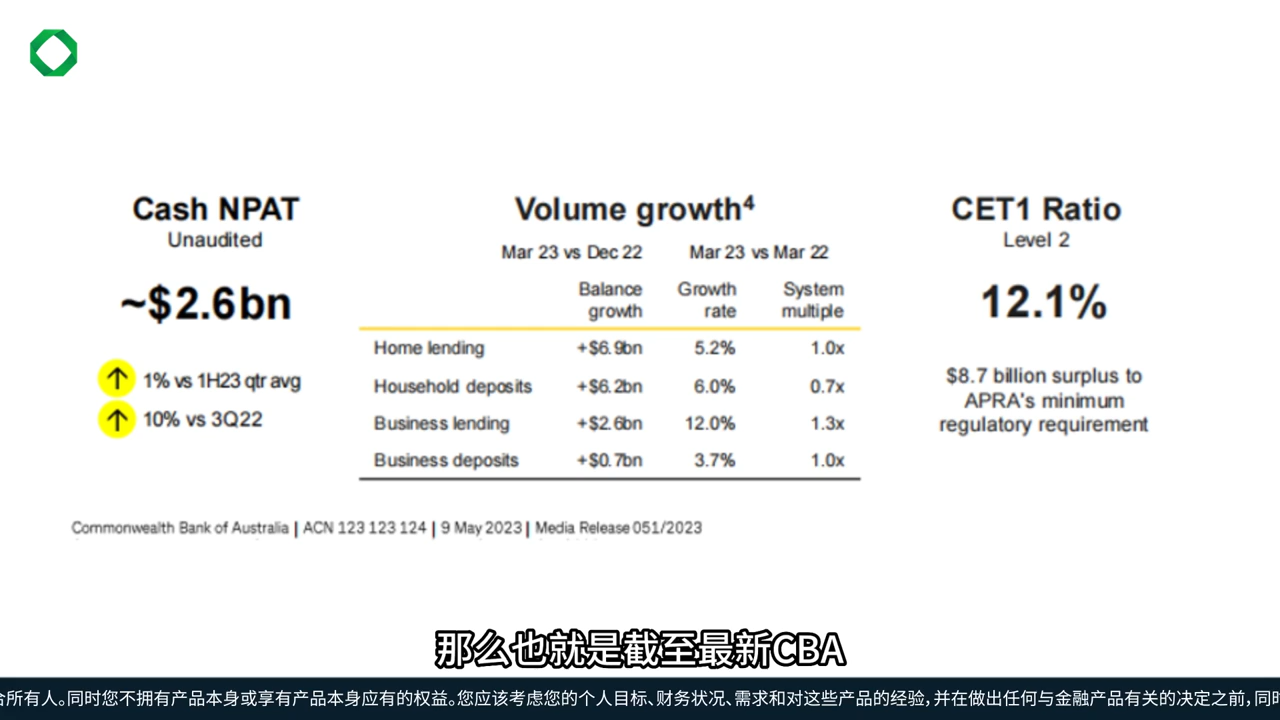 Cash NPAT
Unaudited
~$2.6bn
1% vs 1H23 qtr avg
10% vs 3Q22
Volume growth⁴
Mar 23 vs Dec 22 Mar 23 vs Mar 22
Balance growth Growth rate System multiple
Home lending +$6.9bn 5.2% 1.0x
Household deposits +$6.2bn 6.0% 0.7x
Business lending +$2.6bn 12.0% 1.3x
Business deposits +$0.7bn 3.7% 1.0x
CET1 Ratio
Level 2
12.1%
$8.7 billion surplus to
APRA's minimum
regulatory requirement
Commonwealth Bank of Australia | ACN 123 123 124 | 9 May 2023 | Media Release 051/2023
那么也就是截至最新CBA
合所有人。同时您不拥有产品本身或享有产品本身应有的权益。您应该考虑您的个人目标、财务状况、需求和对这些产品的经验，并在做出任何与金融产品有关的决定之前，同时